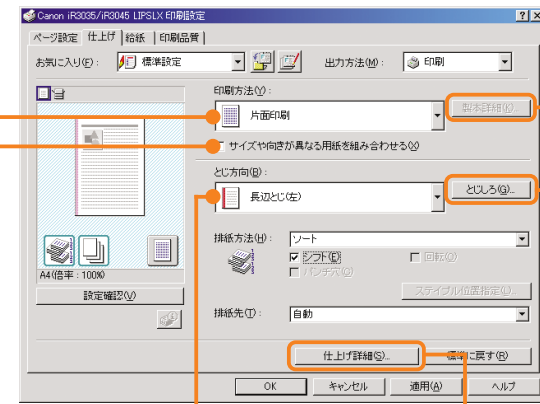 Canon iR3035/iR3045 LIPSLX 印刷設定
ページ設定 仕上げ 給紙 印刷品質
お気に入り(F): 標準設定 出力方法(M): 印刷
印刷方法(Y):
片面印刷 製本詳細(K)...
サイズや向きが異なる用紙を組み合わせる(X)
とじ方向(B):
長辺とじ(左) とじしろ(G)...
排紙方法(H): ソート
シフト(E) 回転(O)
パンチ穴(O)
A4(倍率: 100%)
ステイプル位置指定(L)...
設定確認(V)
排紙先(T): 自動
仕上げ詳細(S)... 標準に戻す(R)
OK キャンセル 適用(A) ヘルプ